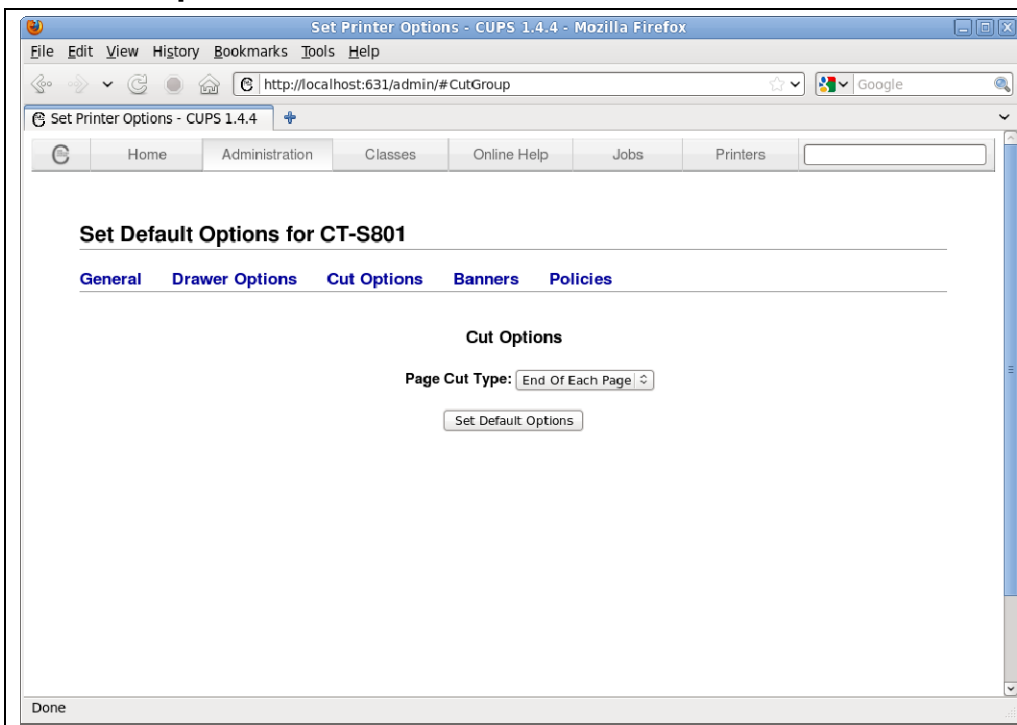 Set Printer Options - CUPS 1.4.4 - Mozilla Firefox
File Edit View History Bookmarks Tools Help
http://localhost:631/admin/#CutGroup
Google
Set Printer Options - CUPS 1.4.4
Home Administration Classes Online Help Jobs Printers
Set Default Options for CT-S801
General Drawer Options Cut Options Banners Policies
Cut Options
Page Cut Type: End Of Each Page
Set Default Options
Done